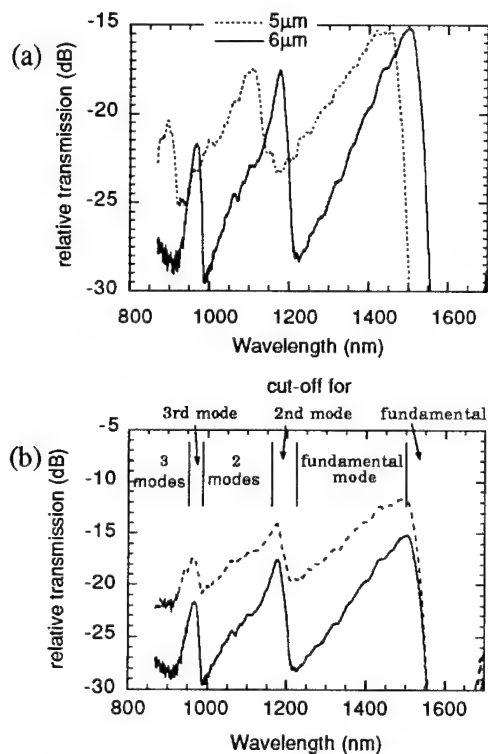 5μm
6μm
(a)
-15
-20
-25
-30
relative transmission (dB)
800 1000 1200 1400 1600
Wavelength (nm)
cut-off for
3rd mode 2nd mode fundamental
(b)
-5
-10
-15
-20
-25
-30
relative transmission (dB)
3 modes
2 modes
fundamental mode
800 1000 1200 1400 1600
Wavelength (nm)